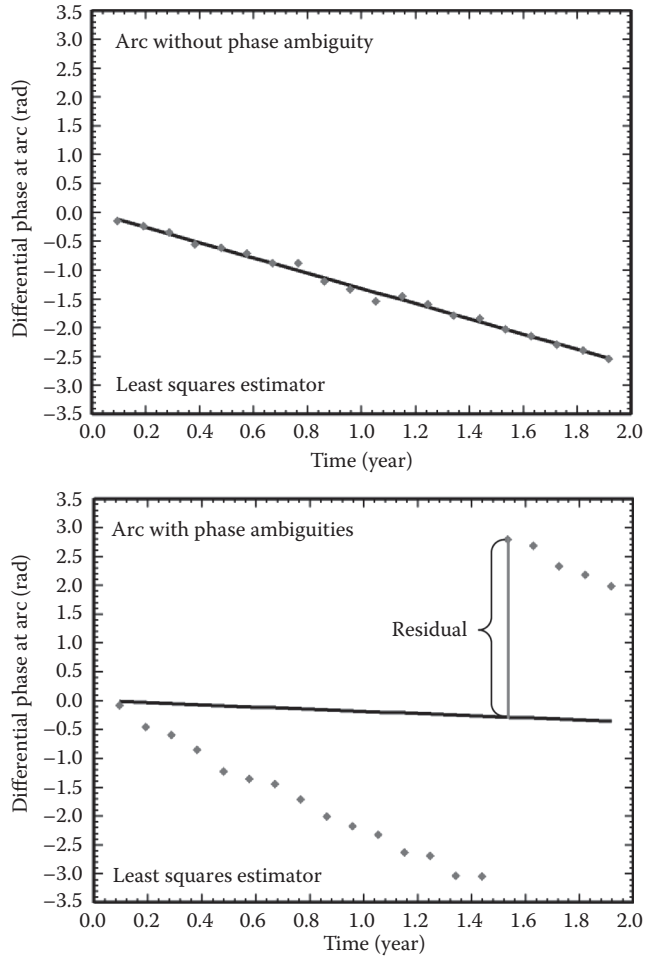 3.5
3.0
2.5
2.0
1.5
1.0
0.5
0.0
−0.5
−1.0
−1.5
−2.0
−2.5
−3.0
−3.5
Differential phase at arc (rad)
Arc without phase ambiguity
Least squares estimator
0.0 0.2 0.4 0.6 0.8 1.0 1.2 1.4 1.6 1.8 2.0
Time (year)
3.5
3.0
2.5
2.0
1.5
1.0
0.5
0.0
−0.5
−1.0
−1.5
−2.0
−2.5
−3.0
−3.5
Differential phase at arc (rad)
Arc with phase ambiguities
Residual
Least squares estimator
0.0 0.2 0.4 0.6 0.8 1.0 1.2 1.4 1.6 1.8 2.0
Time (year)